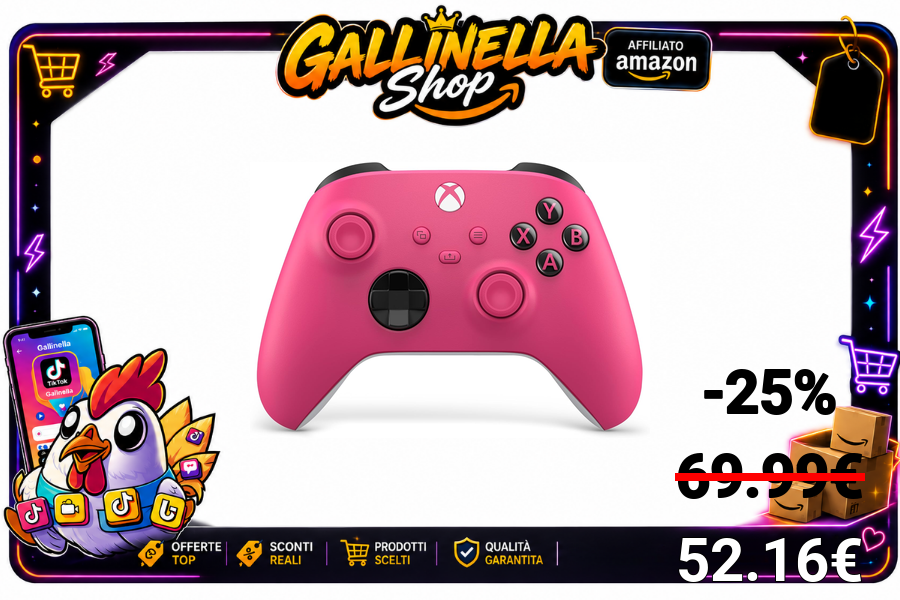 GALLINELLA
Shop
AFFILIATO
amazon
Gallinella
TikTok
Gallinella
Y
X
B
A
-25%
69.99€
52.16€
OFFERTE
TOP
SCONTI
REALI
PRODOTTI
SCELTI
QUALITÀ
GARANTITA